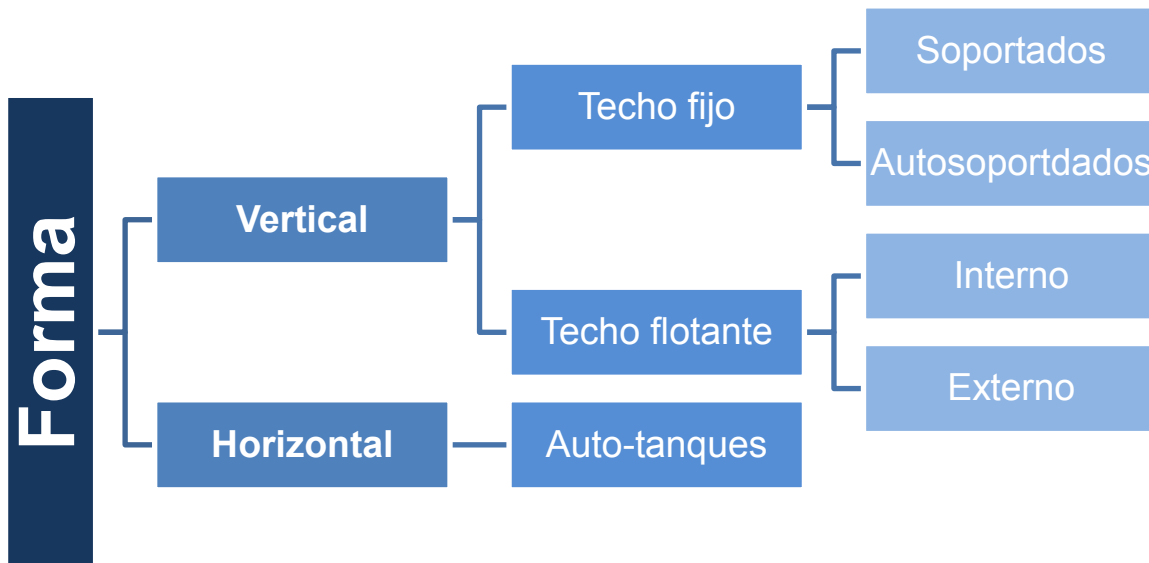 Forma
Vertical
Techo fijo
Soportados
Autosoportdados
Techo flotante
Interno
Externo
Horizontal
Auto-tanques